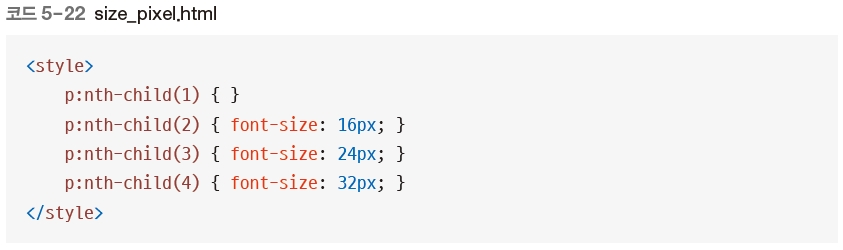 코드 5-22 size_pixel.html
<style>
p:nth-child(1) { }
p:nth-child(2) { font-size: 16px; }
p:nth-child(3) { font-size: 24px; }
p:nth-child(4) { font-size: 32px; }
</style>